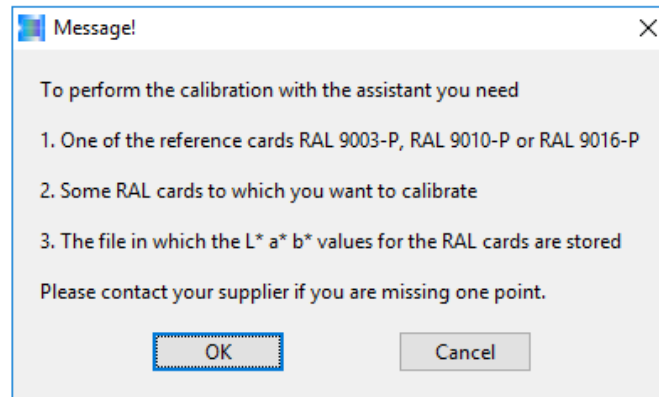 Message!
To perform the calibration with the assistant you need
1. One of the reference cards RAL 9003-P, RAL 9010-P or RAL 9016-P
2. Some RAL cards to which you want to calibrate
3. The file in which the L* a* b* values for the RAL cards are stored
Please contact your supplier if you are missing one point.
OK
Cancel